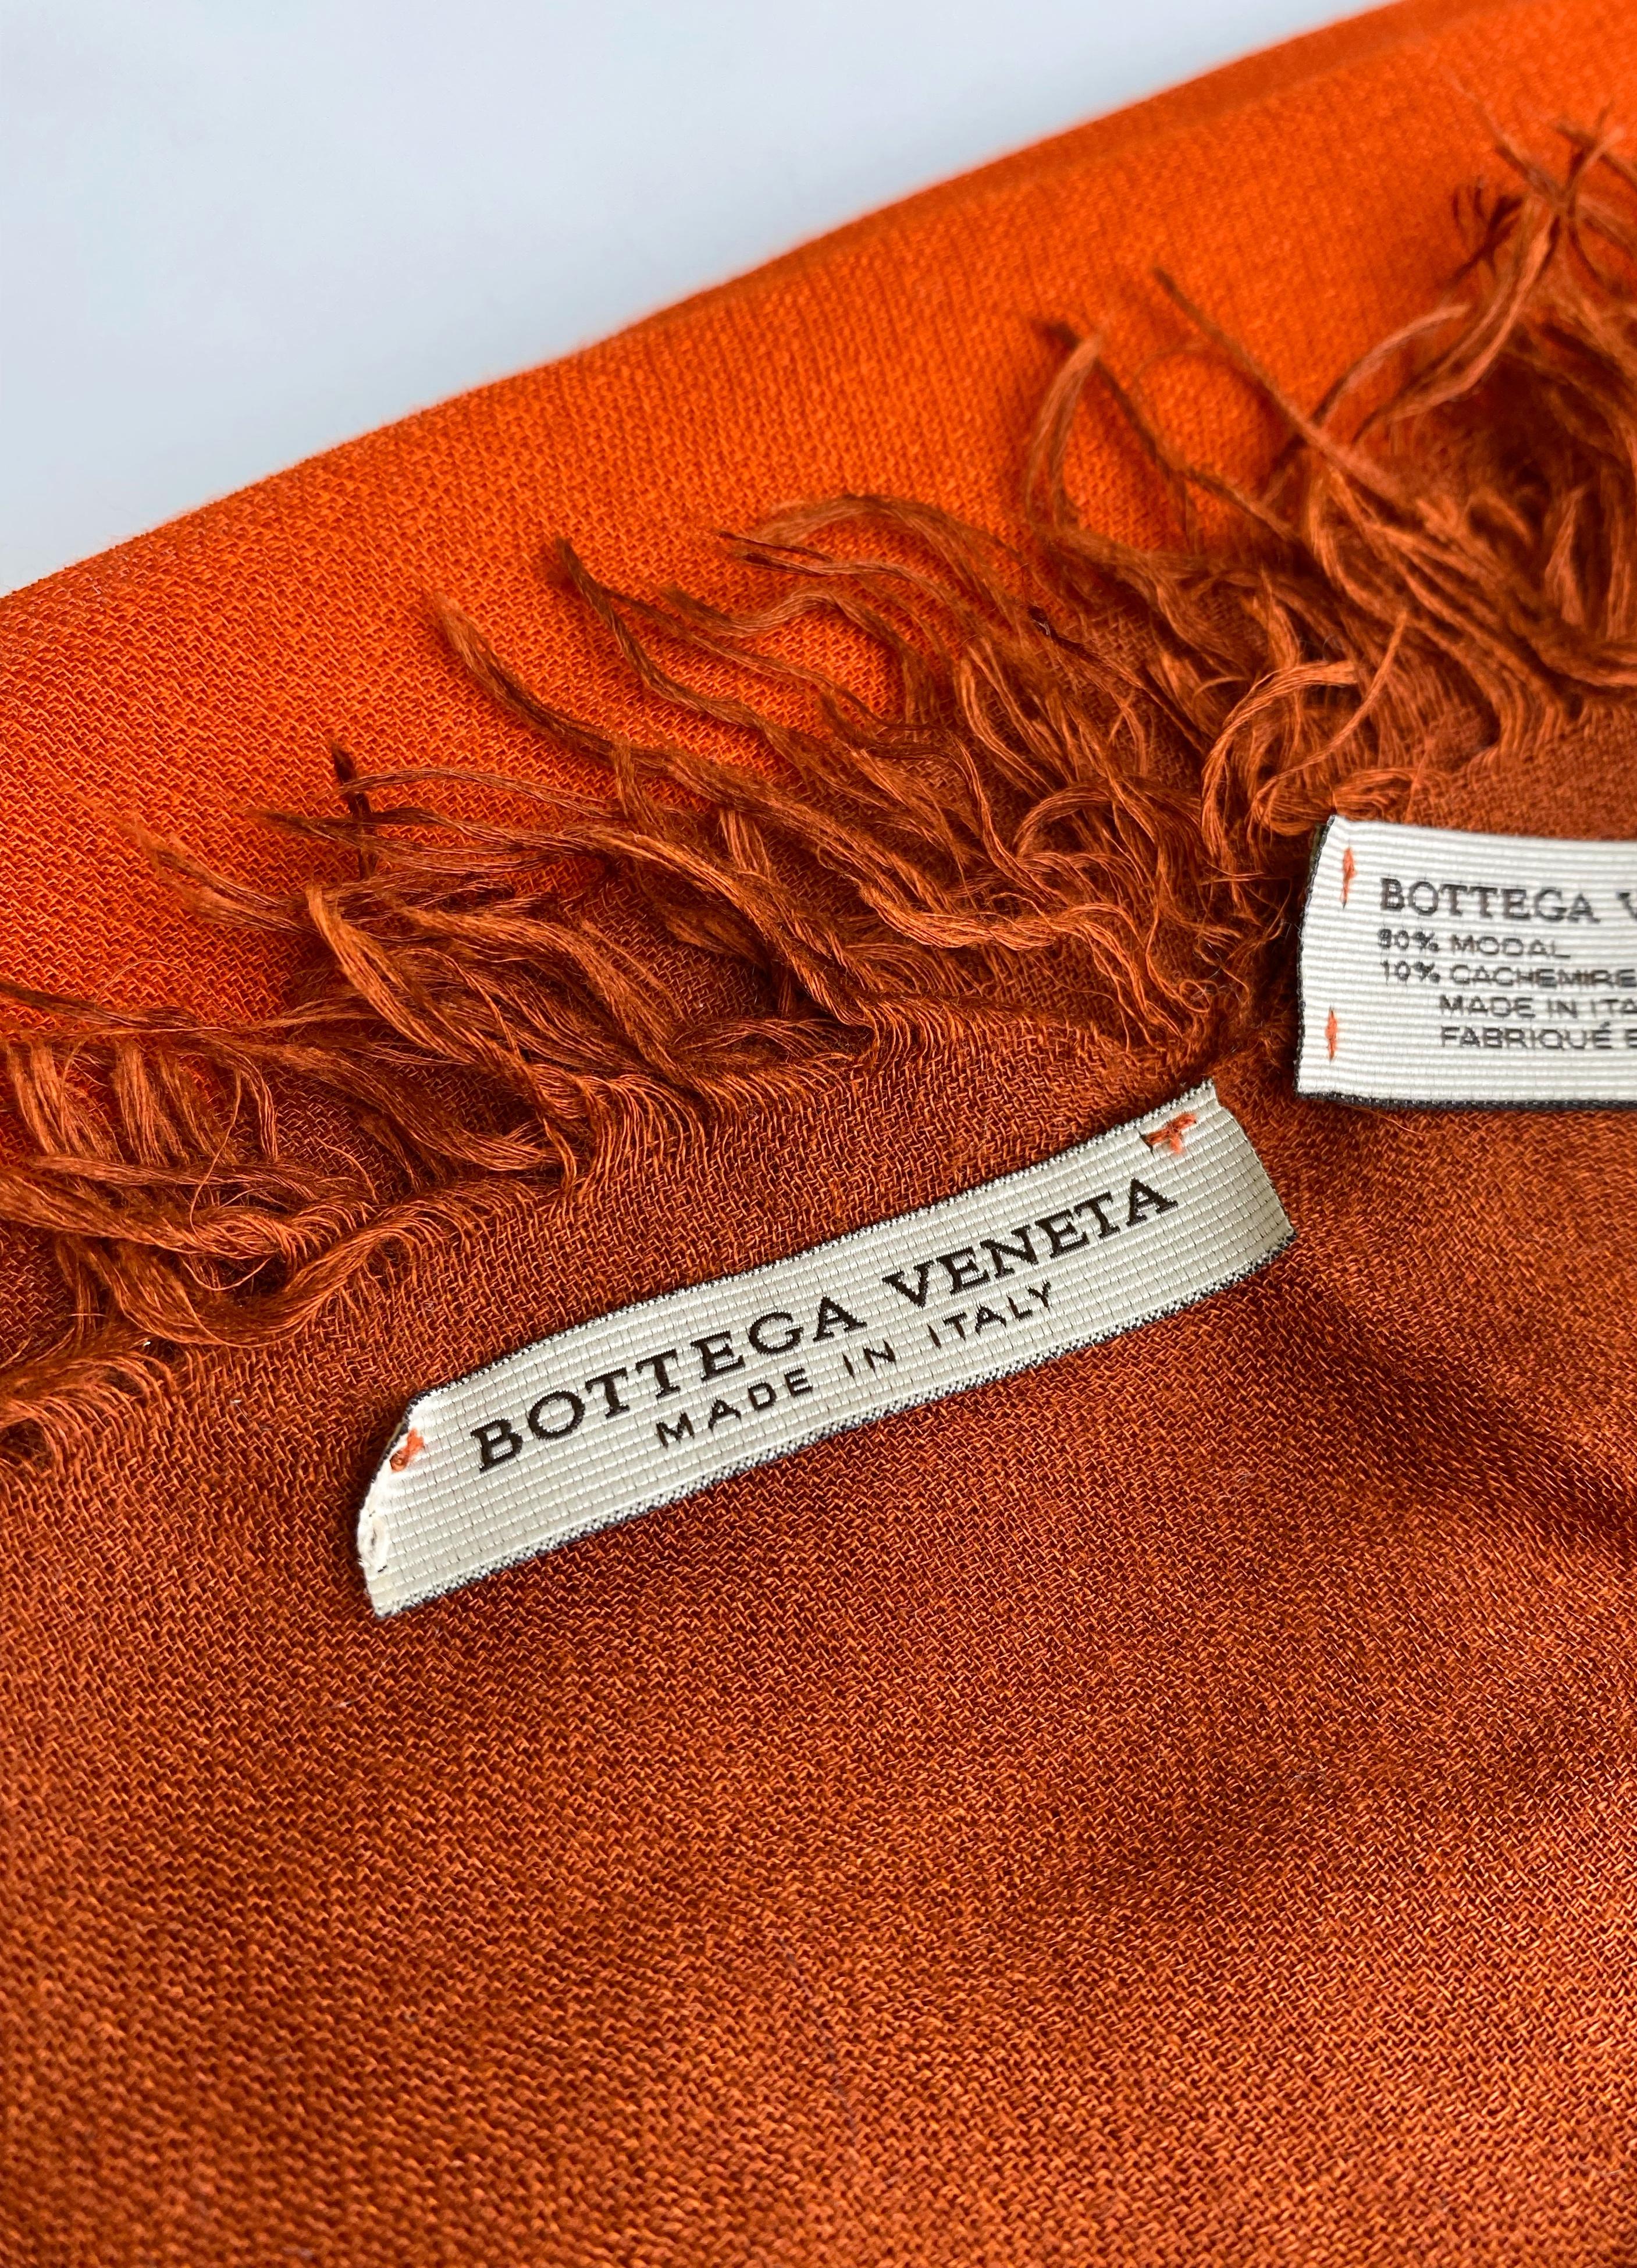 BOTTEGA
90% MODAL
10% CACHEMIRE
MADE IN
FABRIQUÉ
BOTTEGA VENETA
MADE IN ITALY